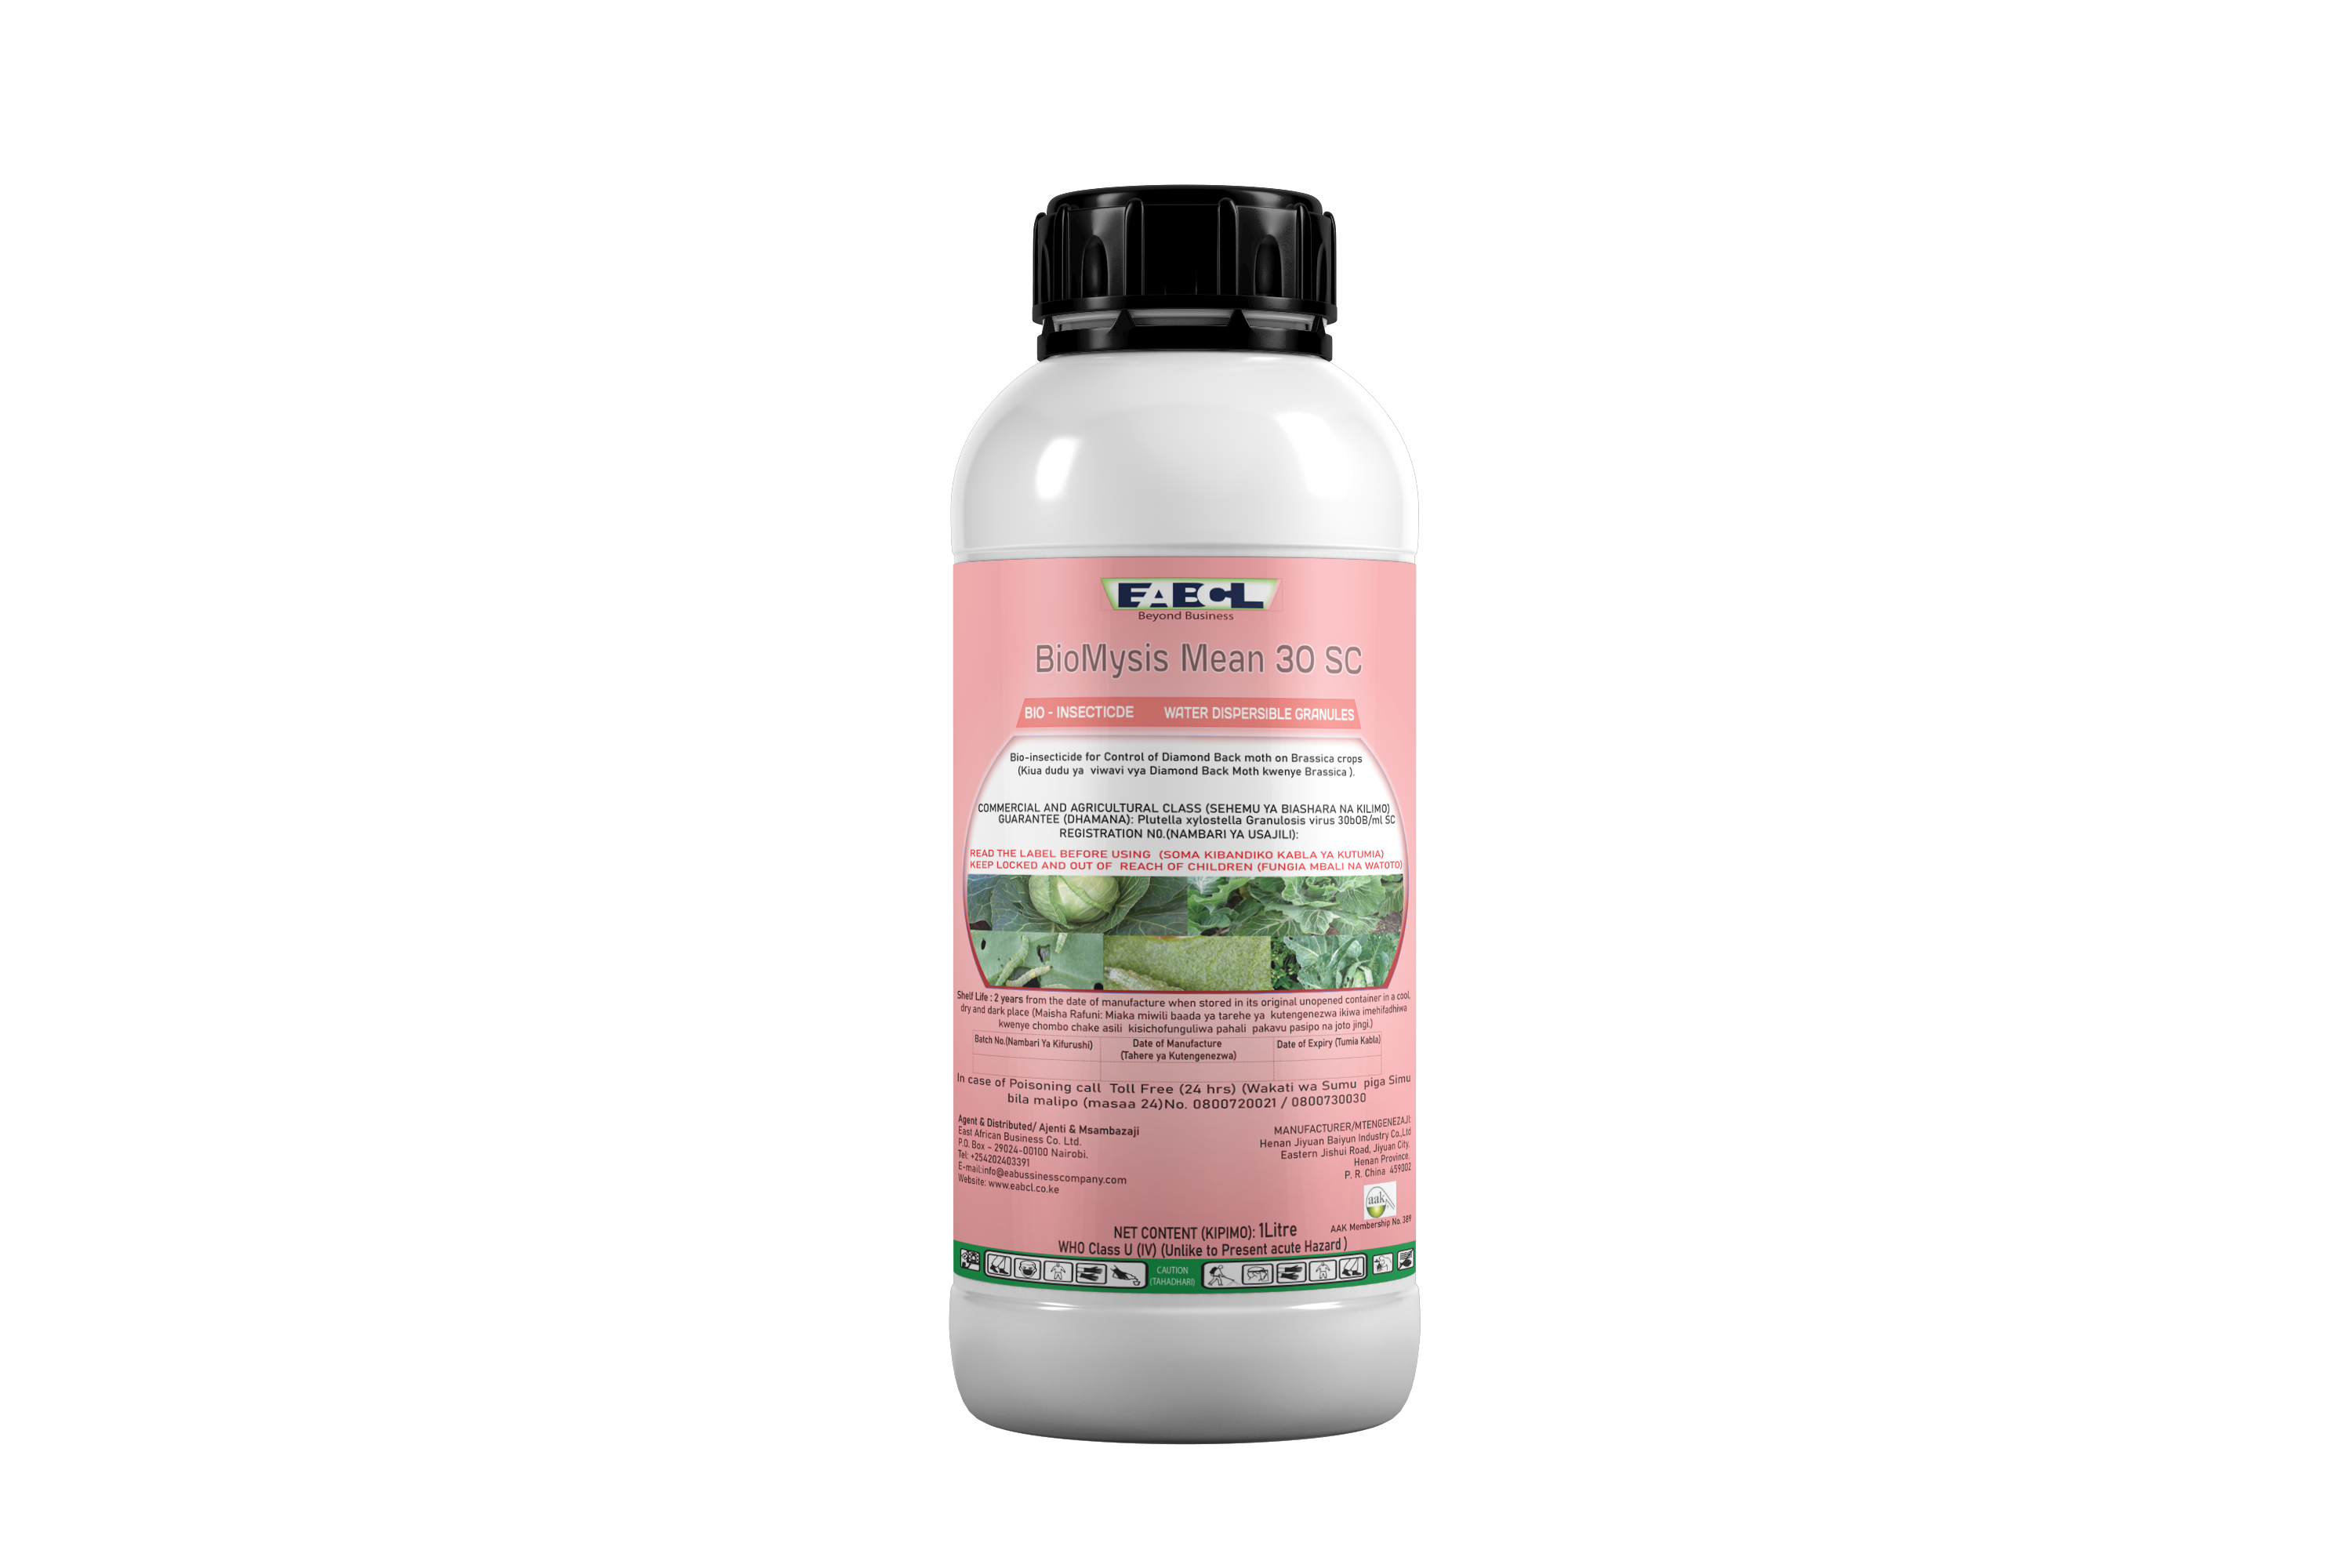 EABCL
Beyond Business
BioMysis Mean 30 SC
BIO - INSECTICDE WATER DISPERSIBLE GRANULES
Bio-insecticide for Control of Diamond Back moth on Brassica crops
(Kiua dudu ya viwavi vya Diamond Back Moth kwenye Brassica ).
COMMERCIAL AND AGRICULTURAL CLASS (SEHEMU YA BIASHARA NA KILIMO)
GUARANTEE (DHAMANA): Plutella xylostella Granulosis virus 30bOB/ml SC
REGISTRATION N0.(NAMBARI YA USAJILI):
READ THE LABEL BEFORE USING (SOMA KIBANDIKO KABLA YA KUTUMIA)
KEEP LOCKED AND OUT OF REACH OF CHILDREN (FUNGIA MBALI NA WATOTO)
Shelf Life : 2 years from the date of manufacture when stored in its original unopened container in a cool,
dry and dark place (Maisha Rafuni: Miaka miwili baada ya tarehe ya kutengenezwa ikiwa imehifadhiwa
kwenye chombo chake asili kisichofunguliwa pahali pakavu pasipo na joto jingi.)
Batch No.(Nambari Ya Kifurushi)
Date of Manufacture
(Tahere ya Kutengenezwa)
Date of Expiry (Tumia Kabla)
In case of Poisoning call Toll Free (24 hrs) (Wakati wa Sumu piga Simu
bila malipo (masaa 24)No. 0800720021 / 0800730030
Agent & Distributed/ Ajenti & Msambazaji
East African Business Co. Ltd.
P.O. Box – 29024-00100 Nairobi.
Tel: +254202403391
E-mail:info@eabussinesscompany.com
Website: www.eabcl.co.ke
MANUFACTURER/MTENGENEZAJI:
Henan Jiyuan Baiyun Industry Co.,Ltd
Eastern Jishui Road, Jiyuan City,
Henan Province,
P. R. China 459002
aak
AAK Membership No. 389
NET CONTENT (KIPIMO): 1Litre
WHO Class U (IV) (Unlike to Present acute Hazard )
CAUTION
(TAHADHARI)